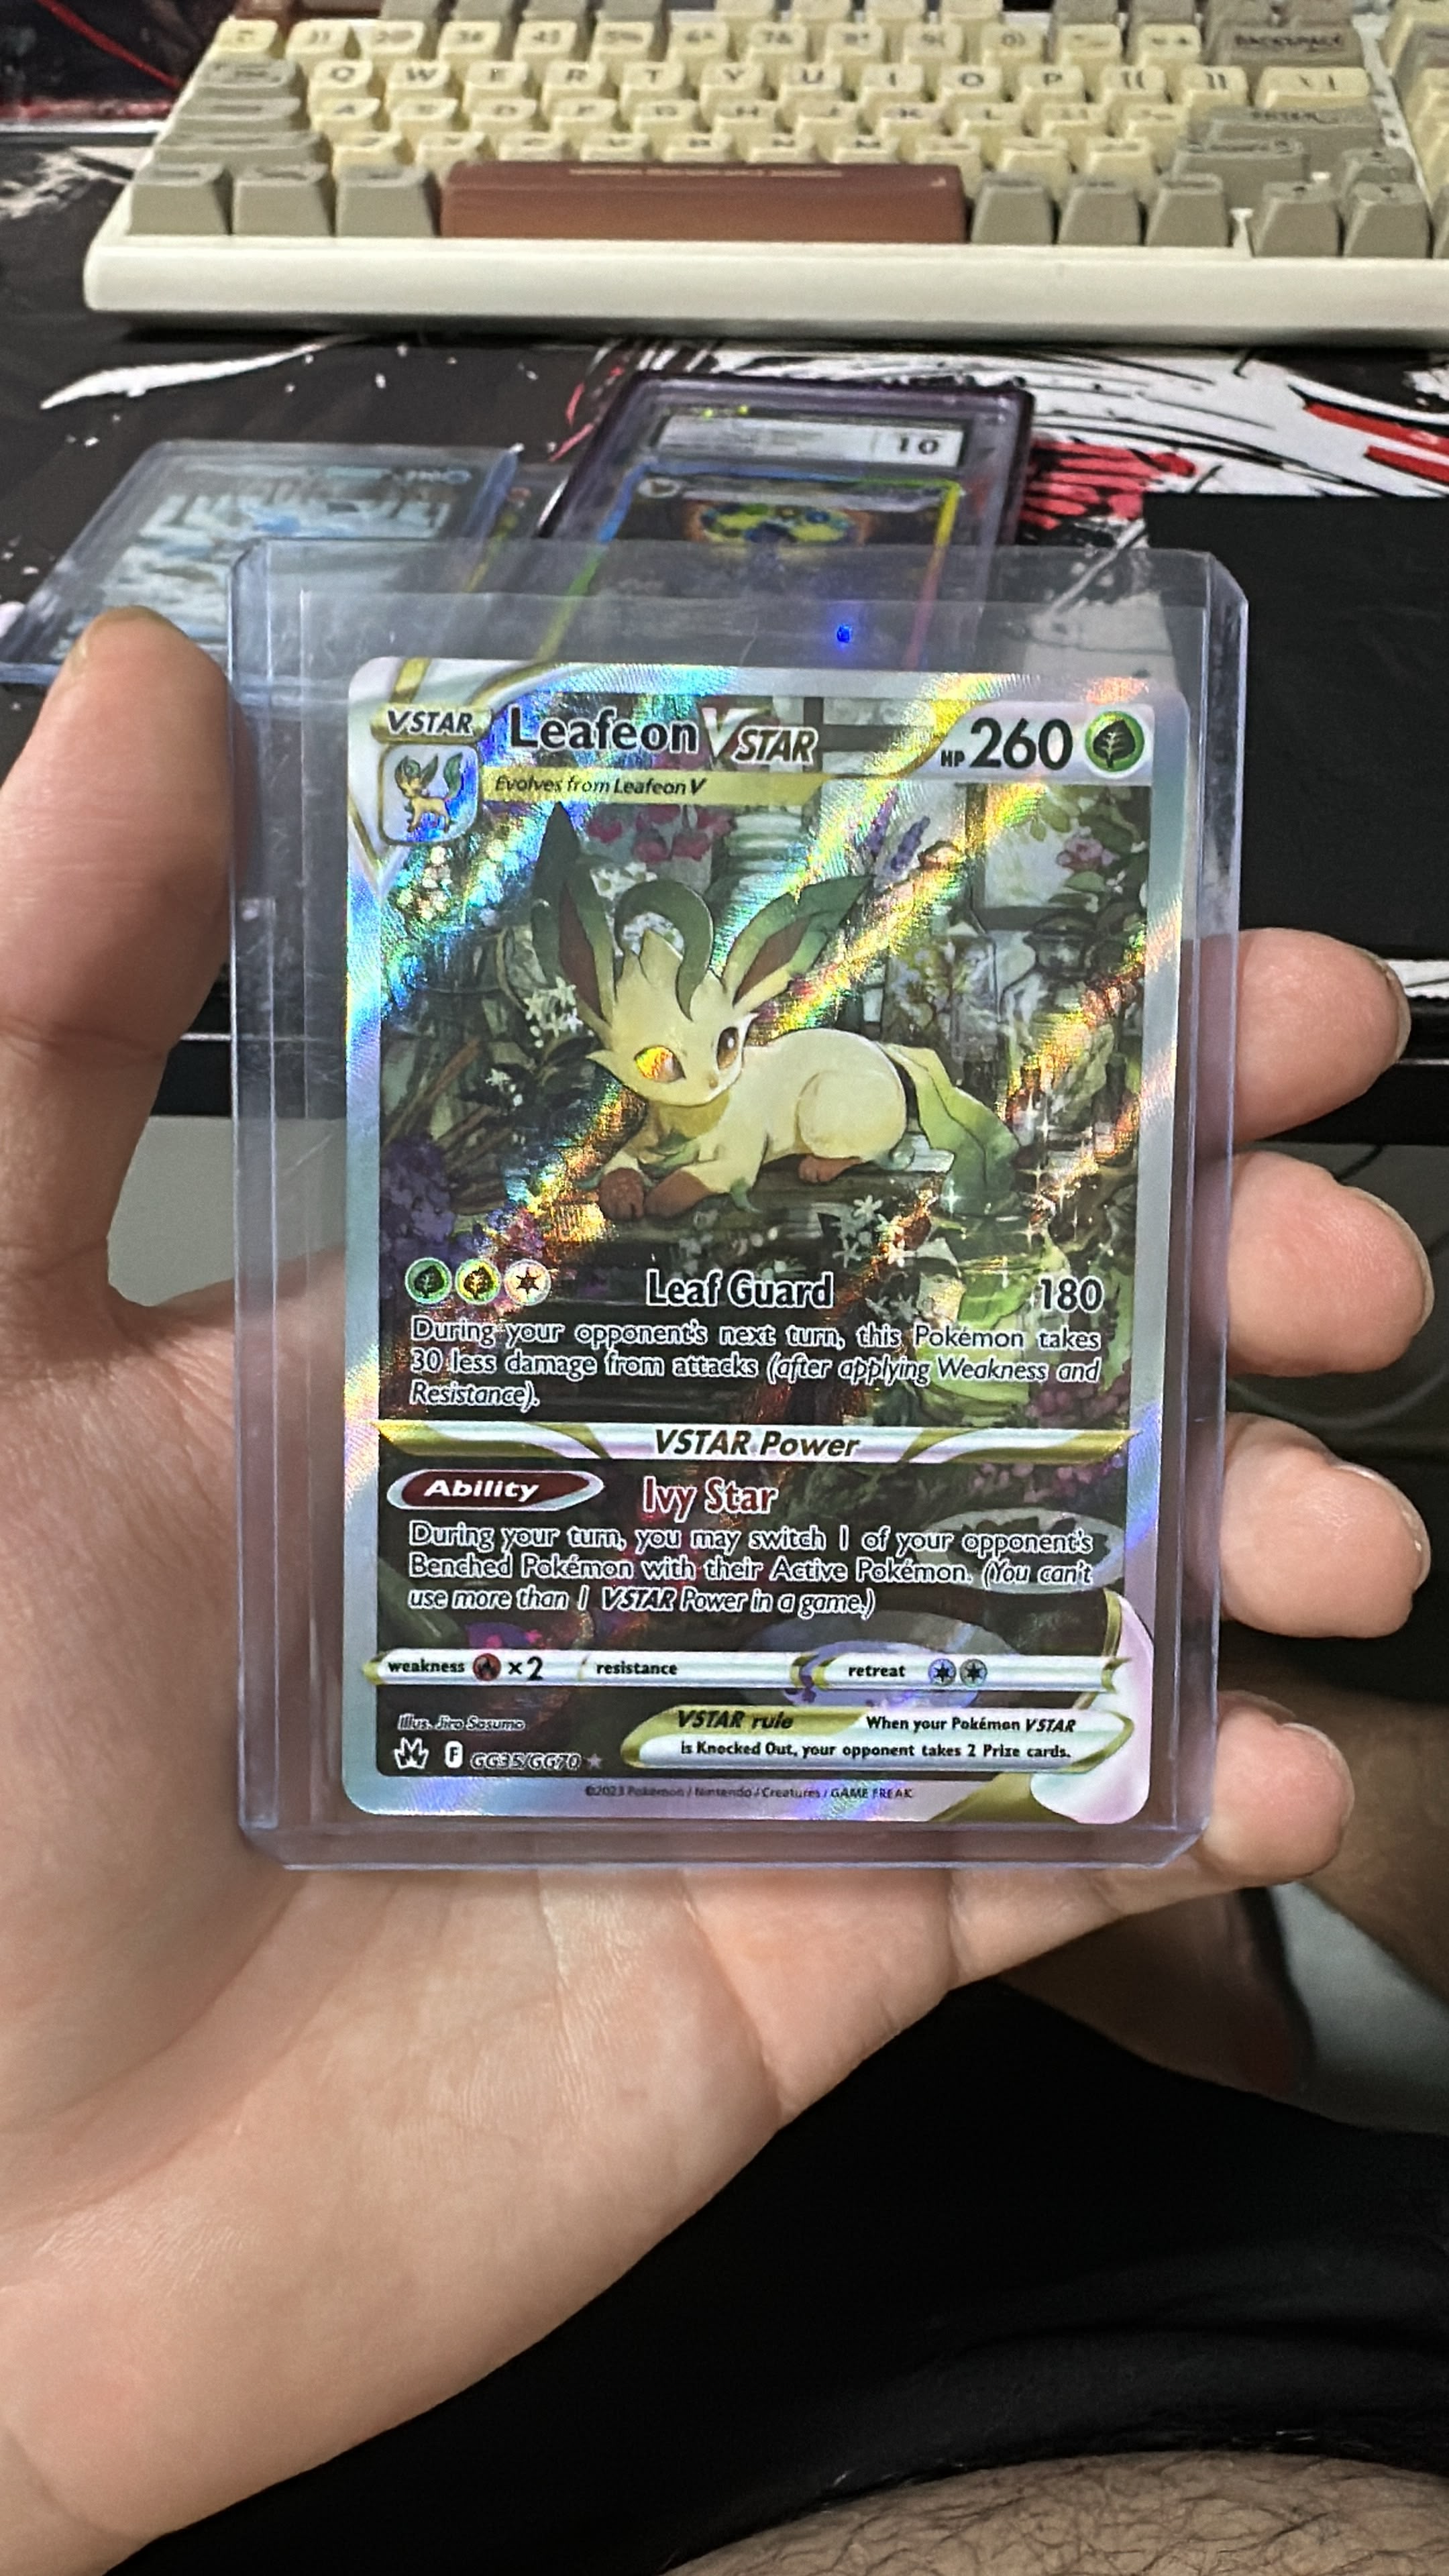 Q W E R T Y U I O P
BACKSPACE
10
VSTAR Leafeon VSTAR HP 260
Evolves from Leafeon V
Leaf Guard 180
During your opponent's next turn, this Pokémon takes
30 less damage from attacks (after applying Weakness and
Resistance).
VSTAR Power
Ability Ivy Star
During your turn, you may switch 1 of your opponent's
Benched Pokémon with their Active Pokémon. (You can't
use more than 1 VSTAR Power in a game.)
weakness ×2 resistance retreat
Illus. Jiro Sasumo
VSTAR rule When your Pokémon VSTAR
is Knocked Out, your opponent takes 2 Prize cards.
F GG35/GG70
©2023 Pokémon / Nintendo / Creatures / GAME FREAK